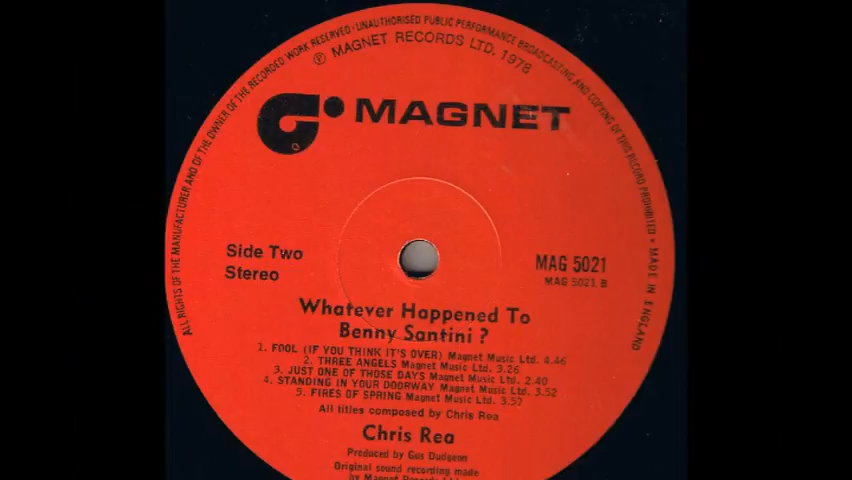 ALL RIGHTS OF THE MANUFACTURER AND OF THE OWNER OF THE RECORDED WORK RESERVED - UNAUTHORISED PUBLIC PERFORMANCE BROADCASTING AND COPYING OF THIS RECORD PROHIBITED • MADE IN ENGLAND
Ⓟ MAGNET RECORDS LTD. 1978
MAGNET
Side Two
Stereo
MAG 5021
MAG 5021 B
Whatever Happened To
Benny Santini ?
1. FOOL (IF YOU THINK IT'S OVER) Magnet Music Ltd. 4.46
2. THREE ANGELS Magnet Music Ltd. 3.26
3. JUST ONE OF THOSE DAYS Magnet Music Ltd. 2.40
4. STANDING IN YOUR DOORWAY Magnet Music Ltd. 3.52
5. FIRES OF SPRING Magnet Music Ltd.
All titles composed by Chris Rea
Chris Rea
Produced by Gus Dudgeon
Original sound recording made
by Magnet Records